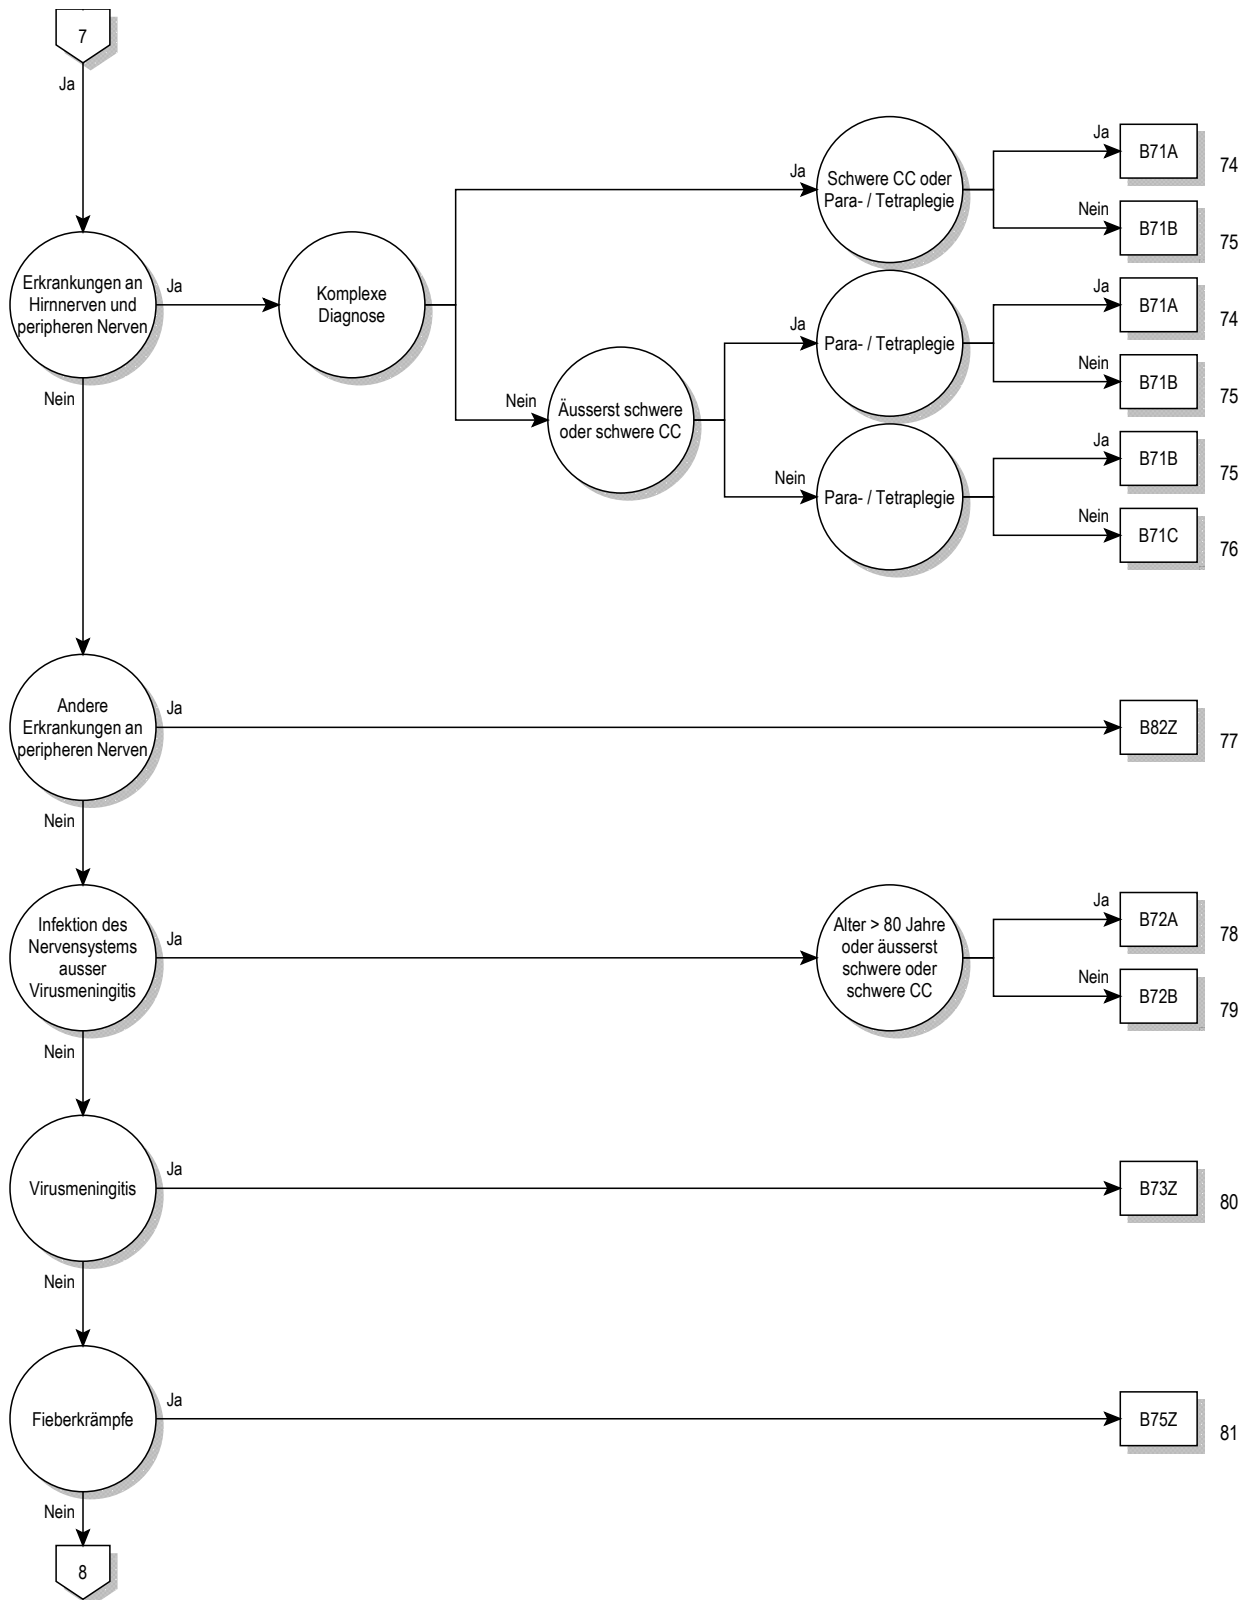 7
Ja
Ja
B71A
74
Ja
Schwere CC oder
Para- / Tetraplegie
Nein
B71B
75
Erkrankungen an
Hirnnerven und
peripheren Nerven
Ja
Komplexe
Diagnose
Ja
B71A
74
Ja
Para- / Tetraplegie
Nein
B71B
75
Nein
Nein
Äusserst schwere
oder schwere CC
Ja
B71B
75
Nein
Para- / Tetraplegie
Nein
B71C
76
Andere
Erkrankungen an
peripheren Nerven
Ja
B82Z
77
Nein
Infektion des
Nervensystems
ausser
Virusmeningitis
Ja
Alter > 80 Jahre
oder äusserst
schwere oder
schwere CC
Ja
B72A
78
Nein
B72B
79
Nein
Virusmeningitis
Ja
B73Z
80
Nein
Fieberkrämpfe
Ja
B75Z
81
Nein
8